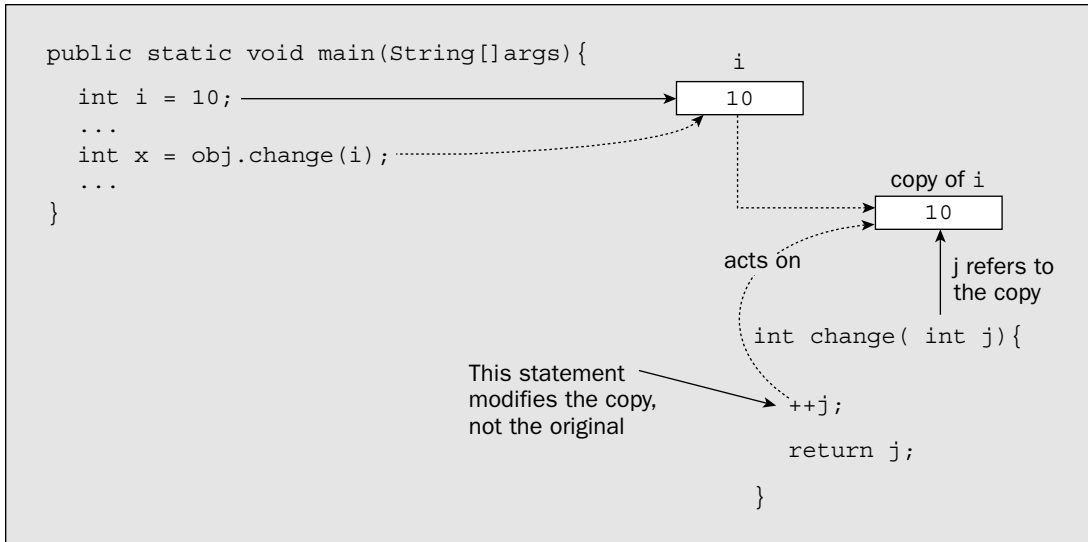 public static void main(String[]args){
i
int i = 10;
10
...
int x = obj.change(i);
...
copy of i
}
10
acts on
j refers to
the copy
int change( int j){
This statement
modifies the copy,
not the original
++j;
return j;
}